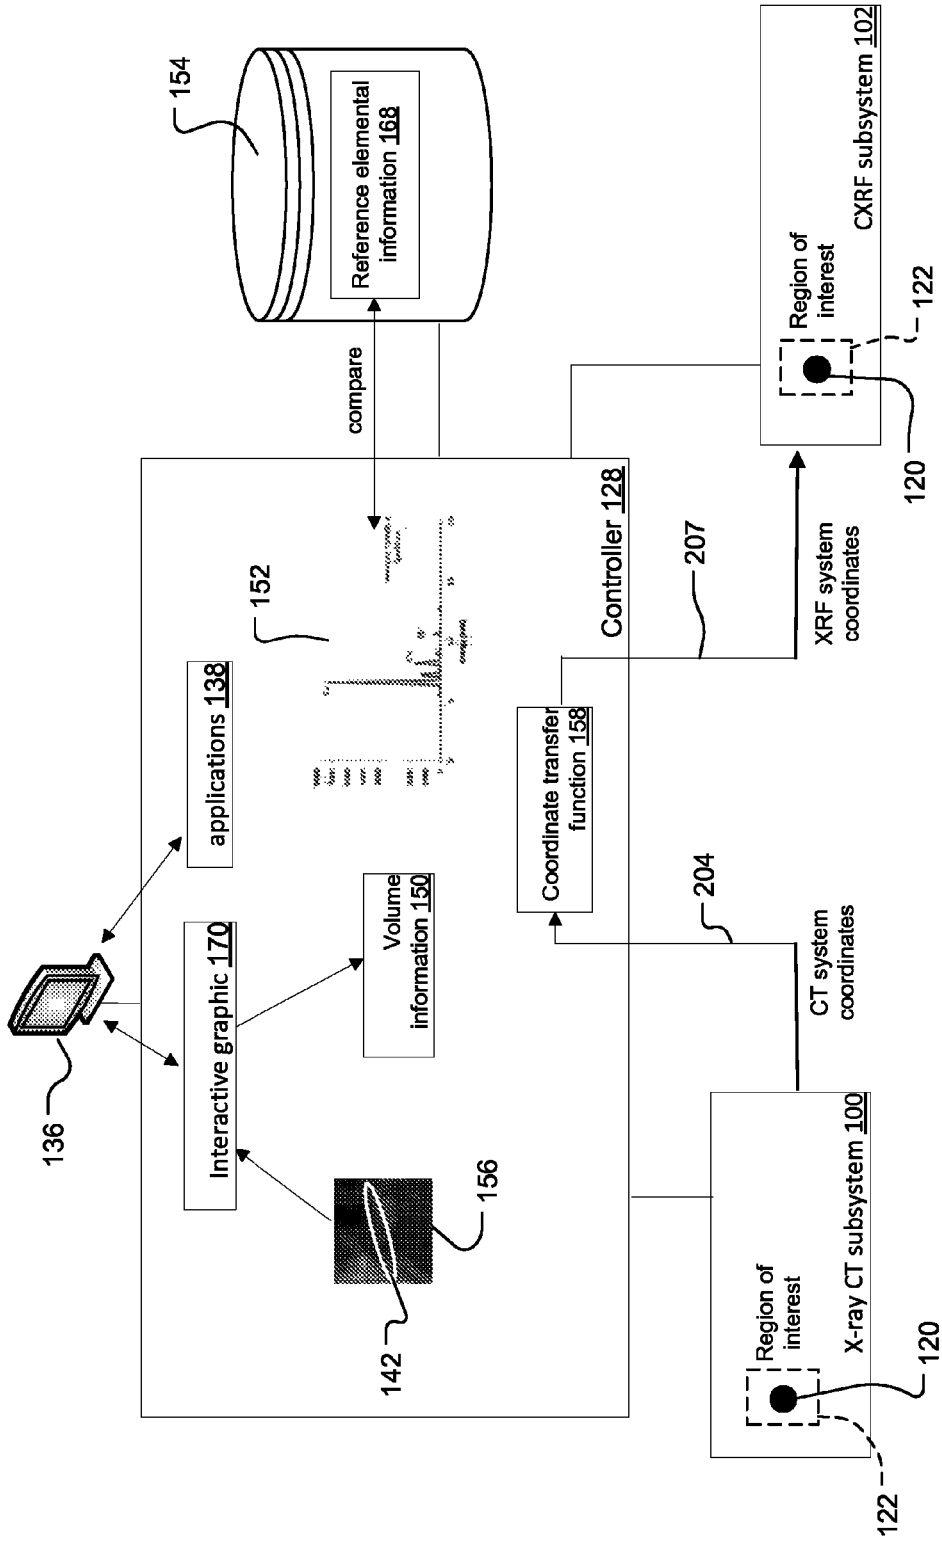 136
Interactive graphic 170
applications 138
154
Reference elemental
information 168
compare
142
156
Volume
information 150
152
Coordinate transfer
function 158
Controller 128
Region of
interest
X-ray CT subsystem 100
122
120
CT system
coordinates
204
207
XRF system
coordinates
Region of
interest
CXRF subsystem 102
120
122